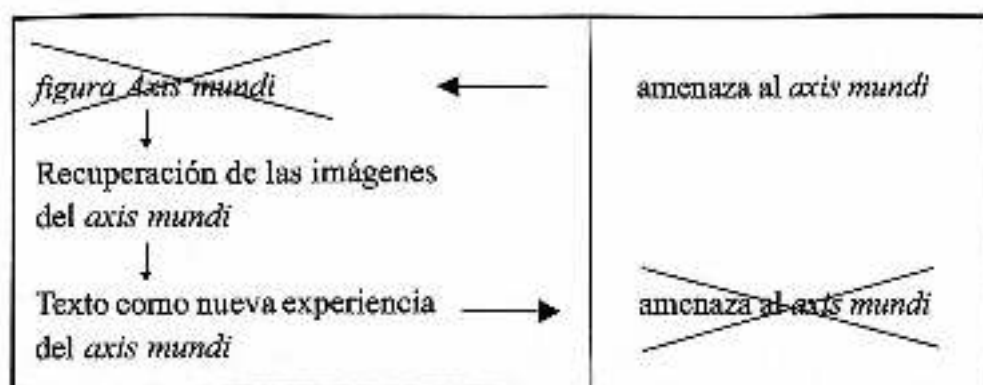 figura Axis mundi
amenaza al axis mundi
Recuperación de las imágenes
del axis mundi
Texto como nueva experiencia
del axis mundi
amenaza al axis mundi